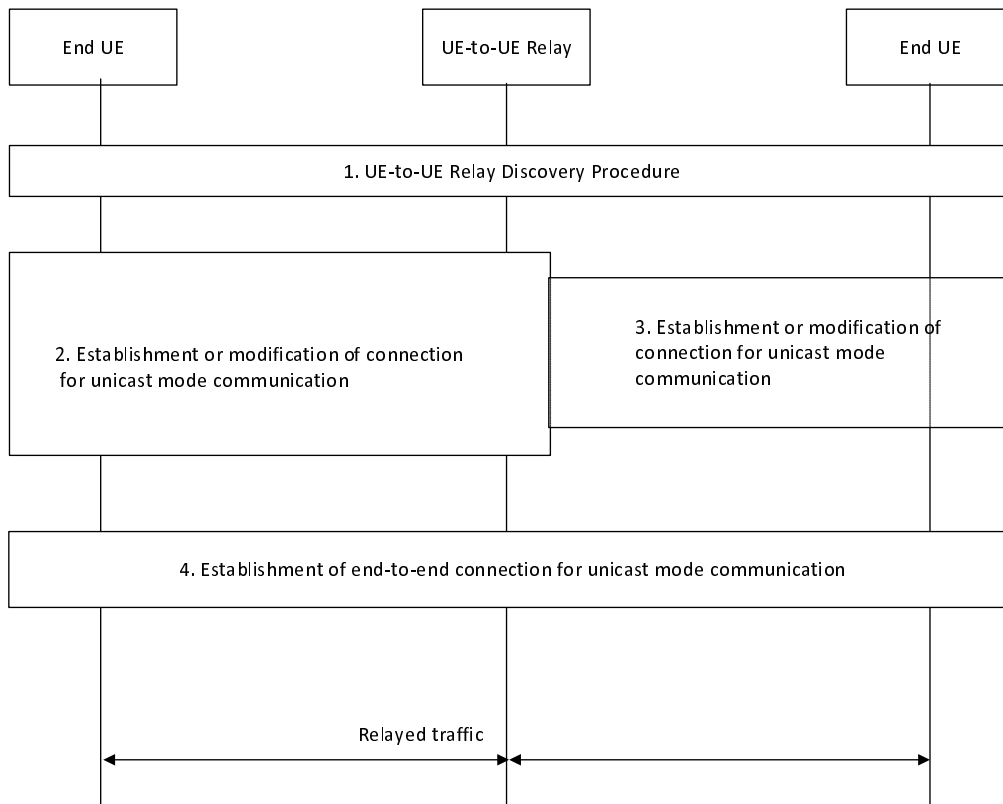 End UE
UE-to-UE Relay
End UE
1. UE-to-UE Relay Discovery Procedure
2. Establishment or modification of connection
for unicast mode communication
3. Establishment or modification of
connection for unicast mode
communication
4. Establishment of end-to-end connection for unicast mode communication
Relayed traffic